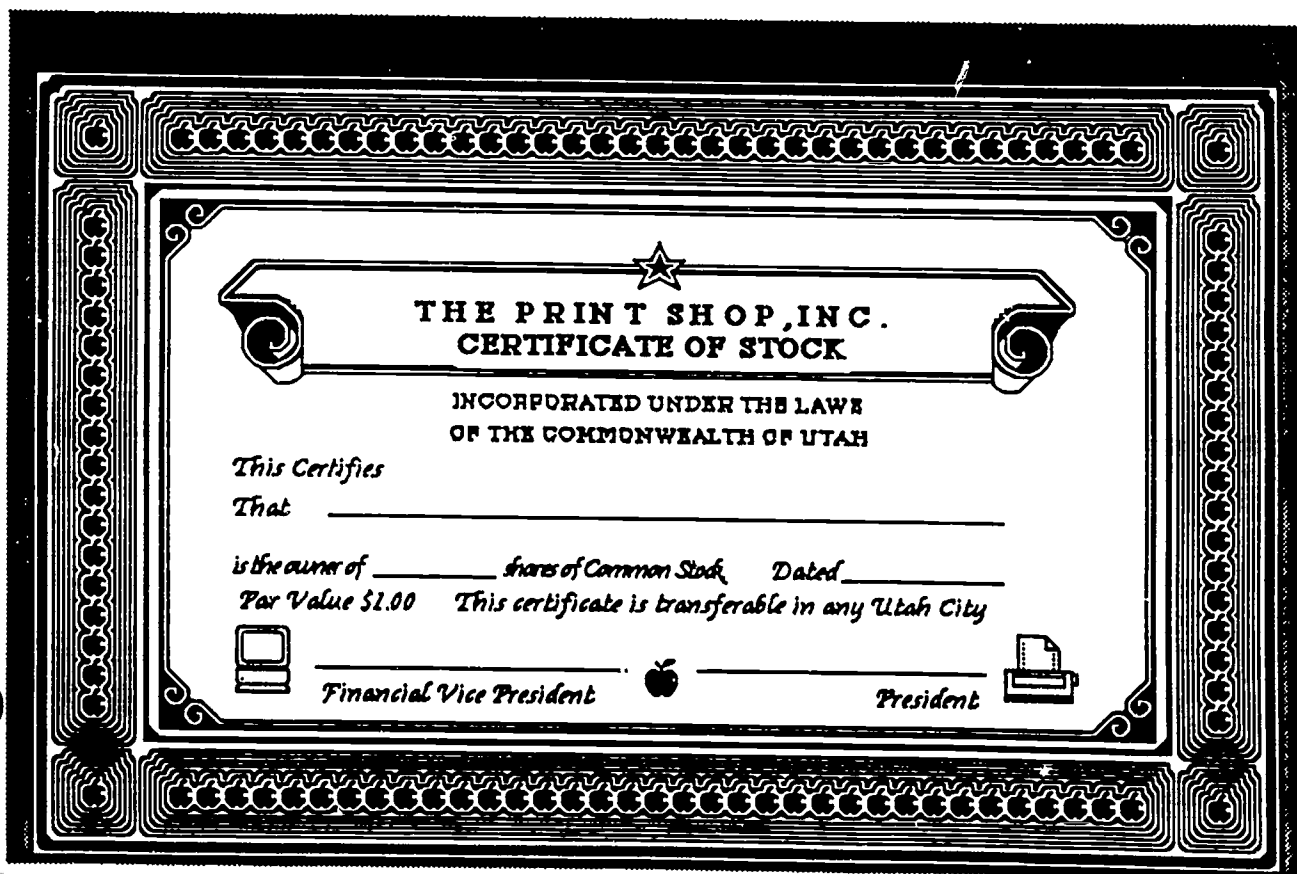 THE PRINT SHOP, INC.
CERTIFICATE OF STOCK
INCORPORATED UNDER THE LAWS
OF THE COMMONWEALTH OF UTAH
This Certifies
That
is the owner of shares of Common Stock Dated
Par Value $1.00 This certificate is transferable in any Utah City
Financial Vice President President